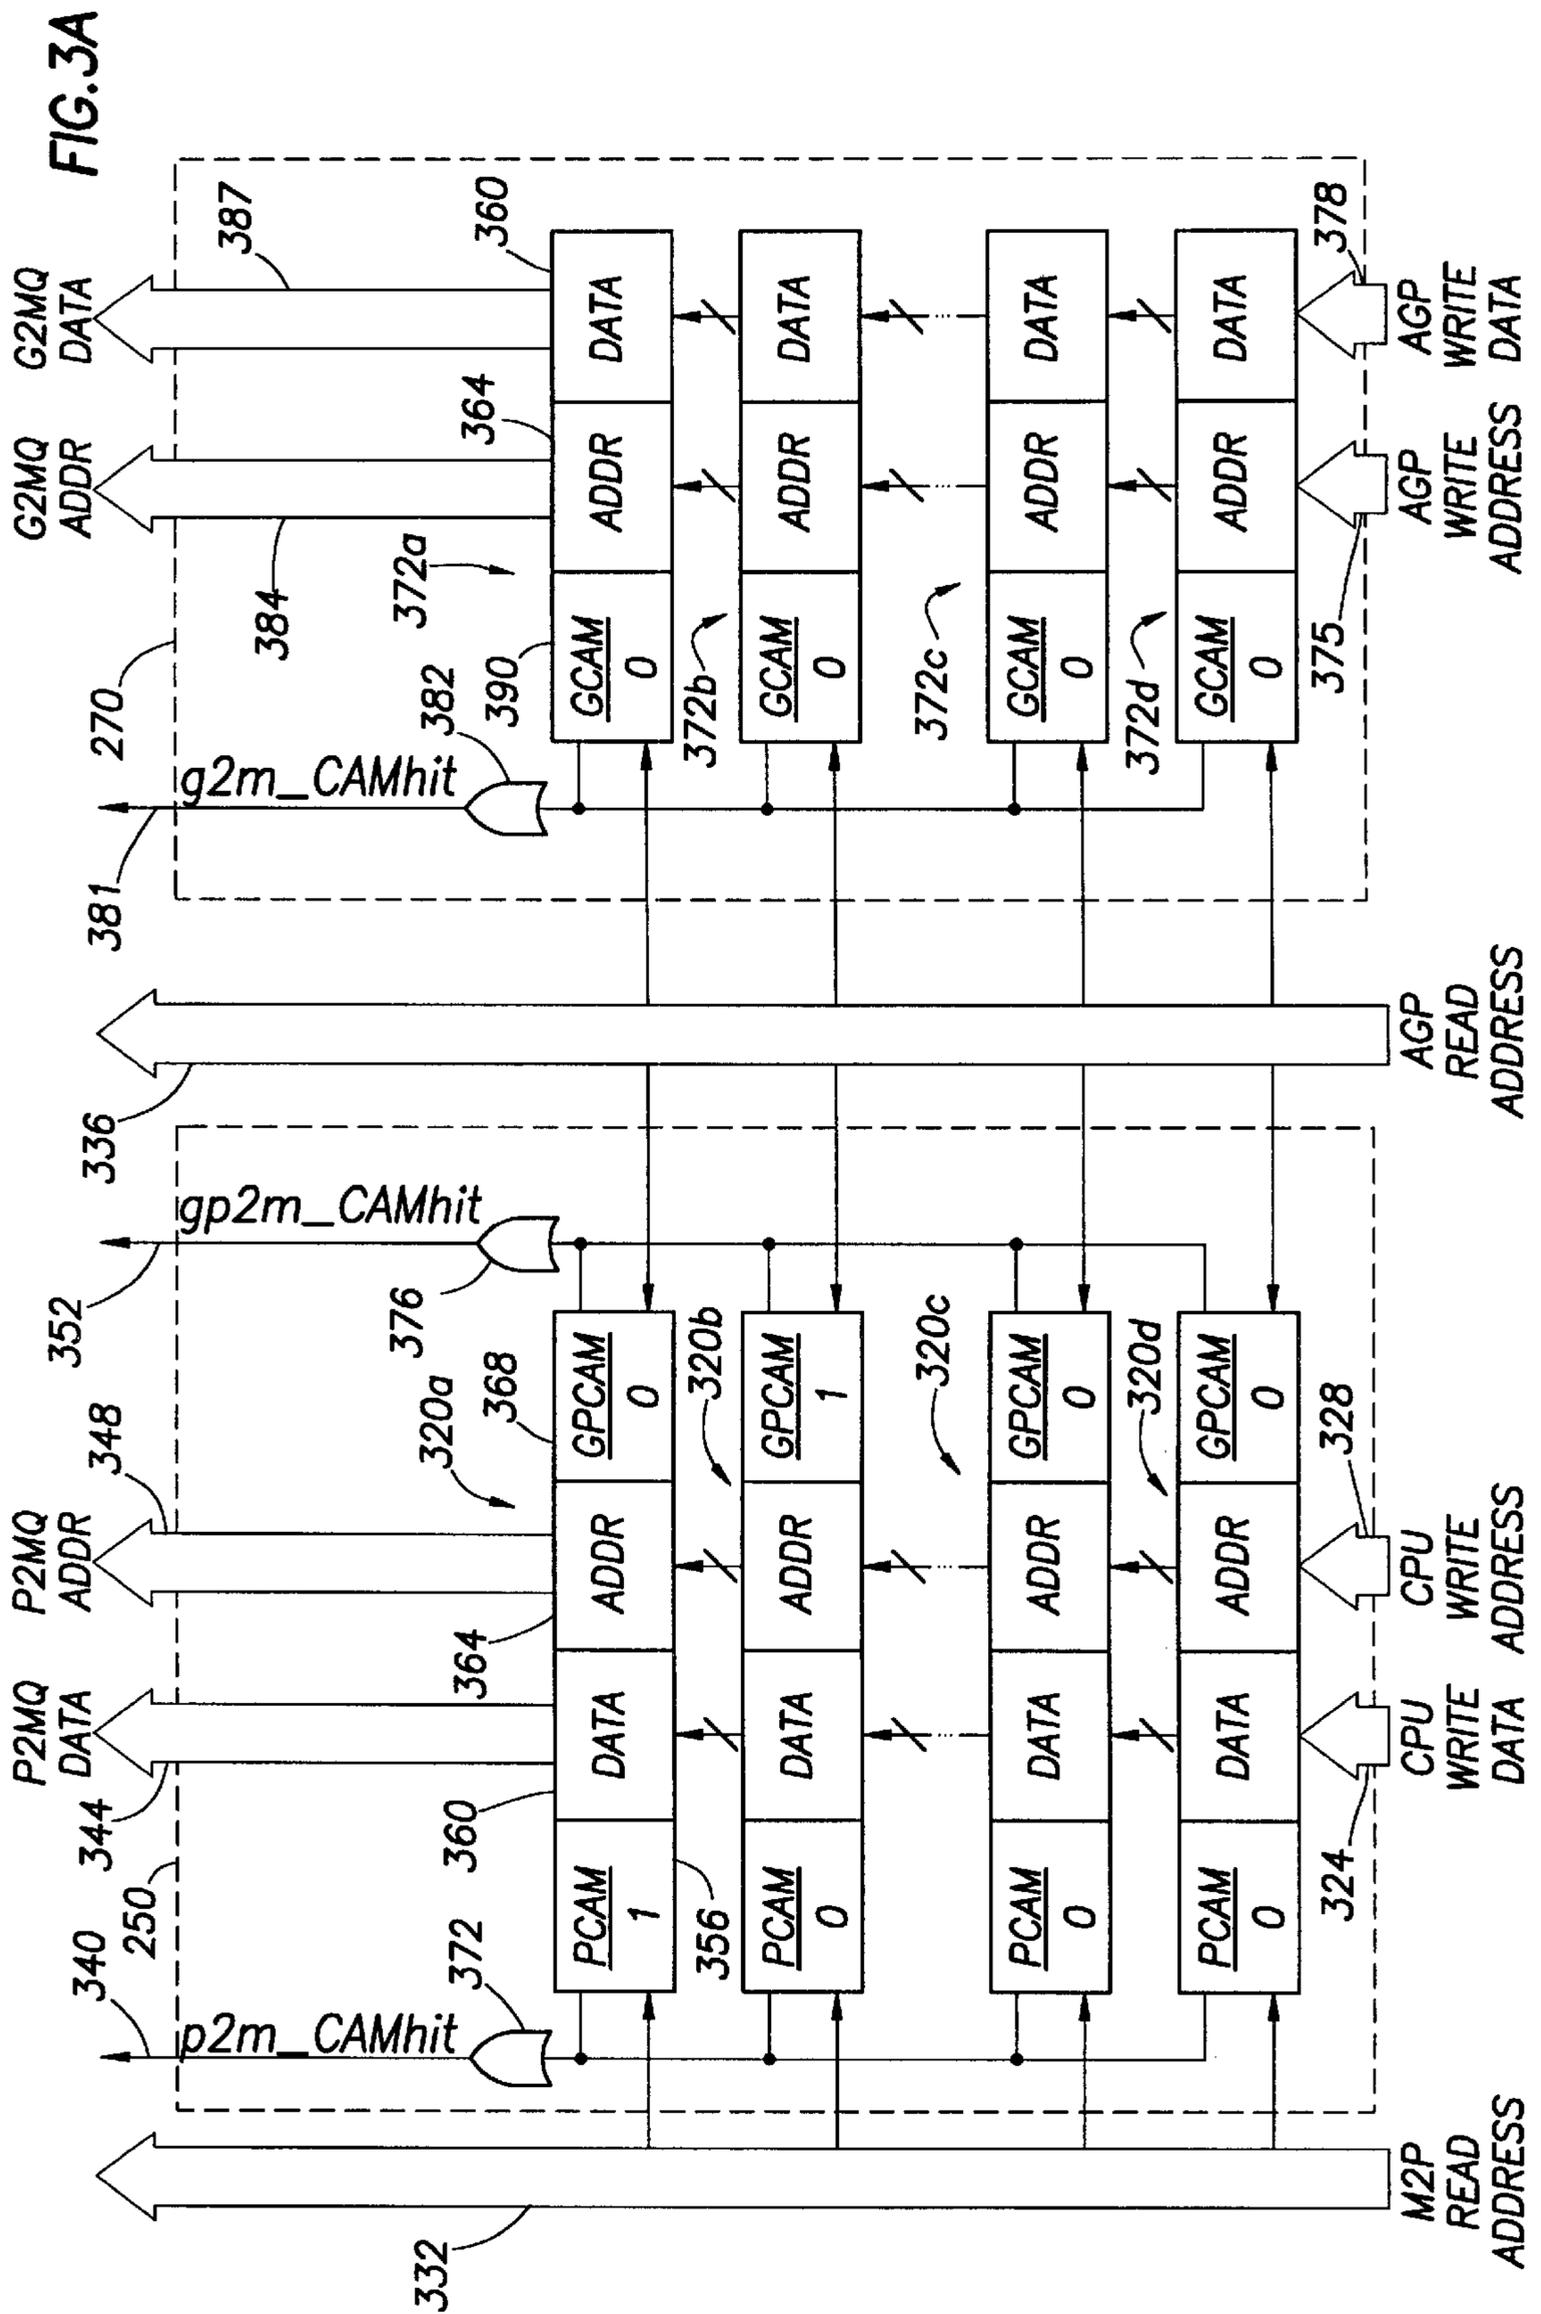 FIG.3A
P2MQ
DATA
P2MQ
ADDR
G2MQ
ADDR
G2MQ
DATA
332
340
250
344
348
352
336
381
270
384
387
p2m_CAMhit
gp2m_CAMhit
g2m_CAMhit
372
360
364
320a
368
376
382
390
372a
364
360
PCAM
1
DATA
ADDR
GPCAM
0
GCAM
0
ADDR
DATA
356
320b
372b
PCAM
0
DATA
ADDR
GPCAM
1
GCAM
0
ADDR
DATA
320c
372c
PCAM
0
DATA
ADDR
GPCAM
0
GCAM
0
ADDR
DATA
320d
372d
PCAM
0
DATA
ADDR
GPCAM
0
GCAM
0
ADDR
DATA
324
328
375
378
M2P
READ
ADDRESS
CPU
WRITE
DATA
CPU
WRITE
ADDRESS
AGP
READ
ADDRESS
AGP
WRITE
ADDRESS
AGP
WRITE
DATA